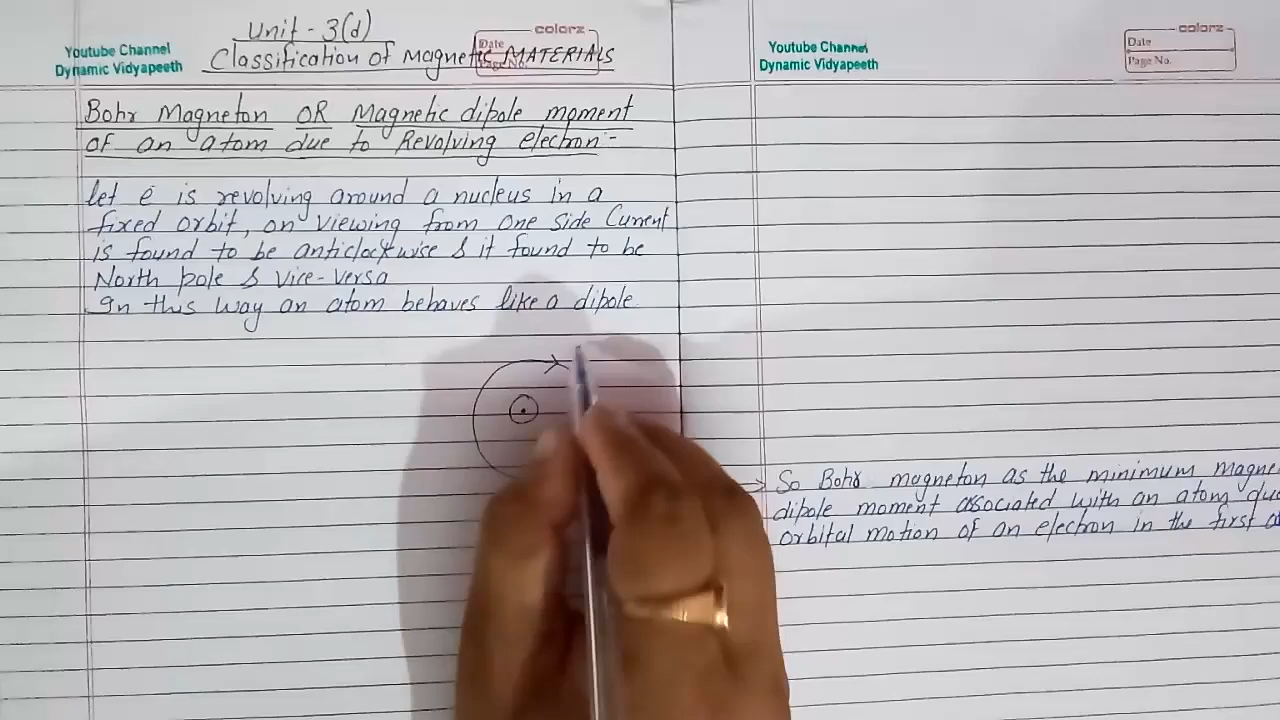 Unit - 3(d)
Classification of Magnetic MATERIALS
Youtube Channel
Dynamic Vidyapeeth
colorz
Date
Page No.
Bohr Magneton OR Magnetic dipole moment
of an atom due to Revolving electron -
let e is revolving around a nucleus in a
fixed orbit, on viewing from one side Current
is found to be anticlockwise & it found to be
North pole & Vice-versa
In this way an atom behaves like a dipole
Youtube Channel
Dynamic Vidyapeeth
colorz
Date
Page No.
So Bohr magneton as the minimum magne
dipole moment associated with an atom due
orbital motion of an electron in the first